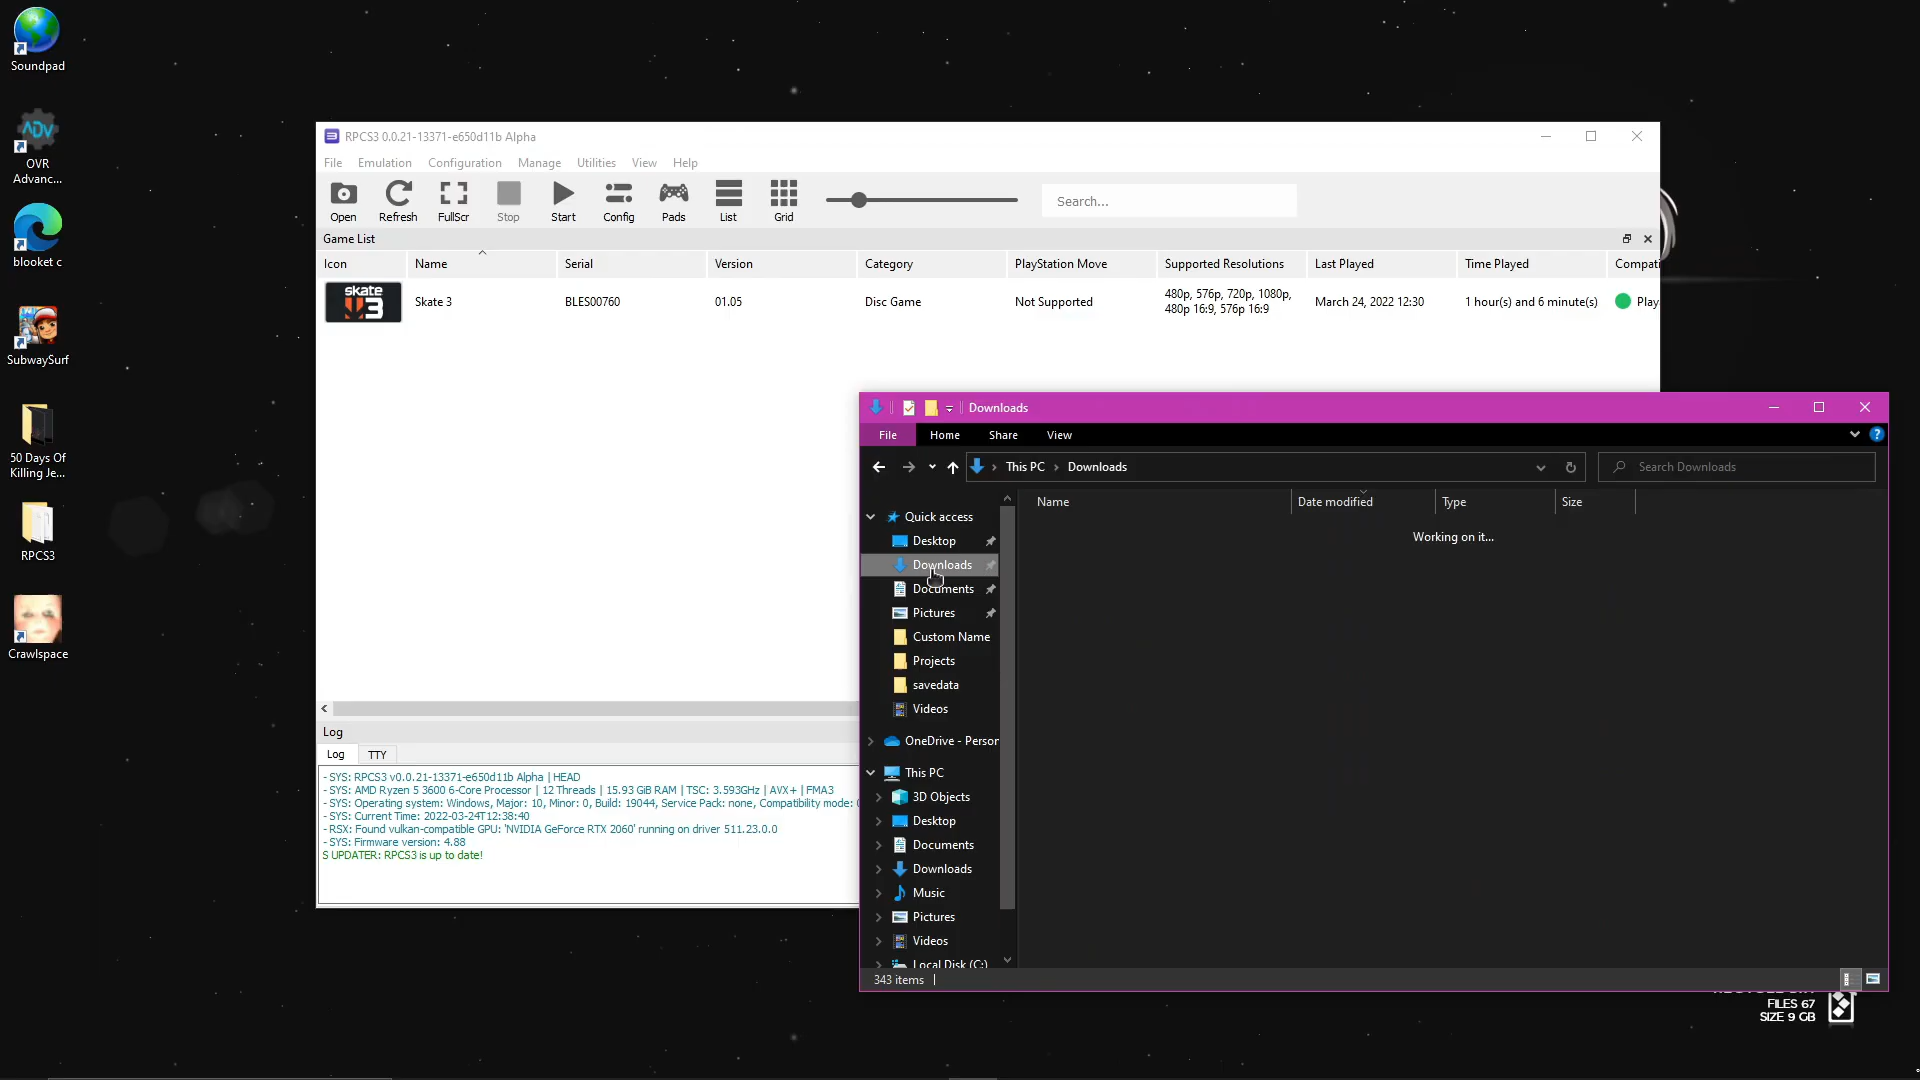 Soundpad
OVR
Advanc...
blooket c
SubwaySurf
50 Days Of
Killing Je...
RPCS3
Crawlspace
RPCS3 0.0.21-13371-e650d11b Alpha
File Emulation Configuration Manage Utilities View Help
Open Refresh FullScr Stop Start Config Pads List Grid Search...
Game List
Icon Name Serial Version Category PlayStation Move Supported Resolutions Last Played Time Played Compati
skate 3 Skate 3 BLES00760 01.05 Disc Game Not Supported 480p, 576p, 720p, 1080p, March 24, 2022 12:30 1 hour(s) and 6 minute(s) Play
480p 16:9, 576p 16:9
Log
Log TTY
- SYS: RPCS3 v0.0.21-13371-e650d11b Alpha | HEAD
- SYS: AMD Ryzen 5 3600 6-Core Processor | 12 Threads | 15.93 GiB RAM | TSC: 3.593GHz | AVX+ | FMA3
- SYS: Operating system: Windows, Major: 10, Minor: 0, Build: 19044, Service Pack: none, Compatibility mode:
- SYS: Current Time: 2022-03-24T12:38:40
- RSX: Found vulkan-compatible GPU: 'NVIDIA GeForce RTX 2060' running on driver 511.23.0.0
- SYS: Firmware version: 4.88
S UPDATER: RPCS3 is up to date!
Downloads
File Home Share View
This PC › Downloads Search Downloads
Name Date modified Type Size
Working on it...
Quick access
Desktop
Downloads
Documents
Pictures
Custom Name
Projects
savedata
Videos
OneDrive - Person
This PC
3D Objects
Desktop
Documents
Downloads
Music
Pictures
Videos
Local Disk (C:)
343 items
FILES 67
SIZE 9 GB